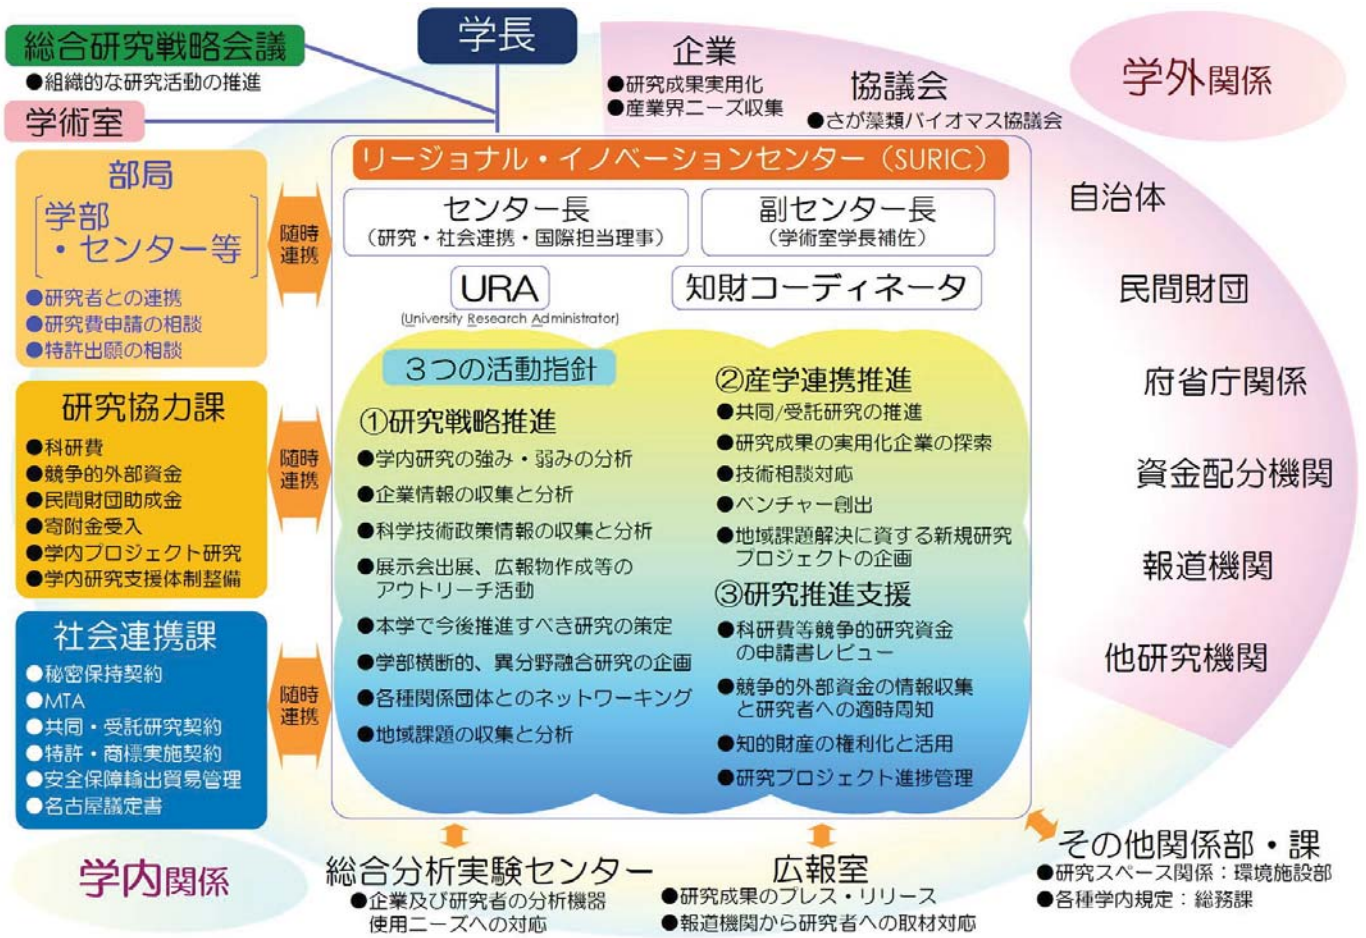 学長
総合研究戦略会議
●組織的な研究活動の推進
学術室
企業
●研究成果実用化
●産業界ニーズ収集
協議会
●さが藻類バイオマス協議会
学外関係
部局
学部
・センター等
●研究者との連携
●研究費申請の相談
●特許出願の相談
随時
連携
研究協力課
●科研費
●競争的外部資金
●民間財団助成金
●寄附金受入
●学内プロジェクト研究
●学内研究支援体制整備
随時
連携
社会連携課
●秘密保持契約
●MTA
●共同・受託研究契約
●特許・商標実施契約
●安全保障輸出貿易管理
●名古屋議定書
随時
連携
リージョナル・イノベーションセンター（SURIC）
センター長
（研究・社会連携・国際担当理事）
副センター長
（学術室学長補佐）
URA
(University Research Administrator)
知財コーディネータ
３つの活動指針
①研究戦略推進
●学内研究の強み・弱みの分析
●企業情報の収集と分析
●科学技術政策情報の収集と分析
●展示会出展、広報物作成等の
アウトリーチ活動
●本学で今後推進すべき研究の策定
●学部横断的、異分野融合研究の企画
●各種関係団体とのネットワーキング
●地域課題の収集と分析
②産学連携推進
●共同/受託研究の推進
●研究成果の実用化企業の探索
●技術相談対応
●ベンチャー創出
●地域課題解決に資する新規研究
プロジェクトの企画
③研究推進支援
●科研費等競争的研究資金
の申請書レビュー
●競争的外部資金の情報収集
と研究者への適時周知
●知的財産の権利化と活用
●研究プロジェクト進捗管理
自治体
民間財団
府省庁関係
資金配分機関
報道機関
他研究機関
学内関係
総合分析実験センター
●企業及び研究者の分析機器
使用ニーズへの対応
広報室
●研究成果のプレス・リリース
●報道機関から研究者への取材対応
その他関係部・課
●研究スペース関係：環境施設部
●各種学内規定：総務課